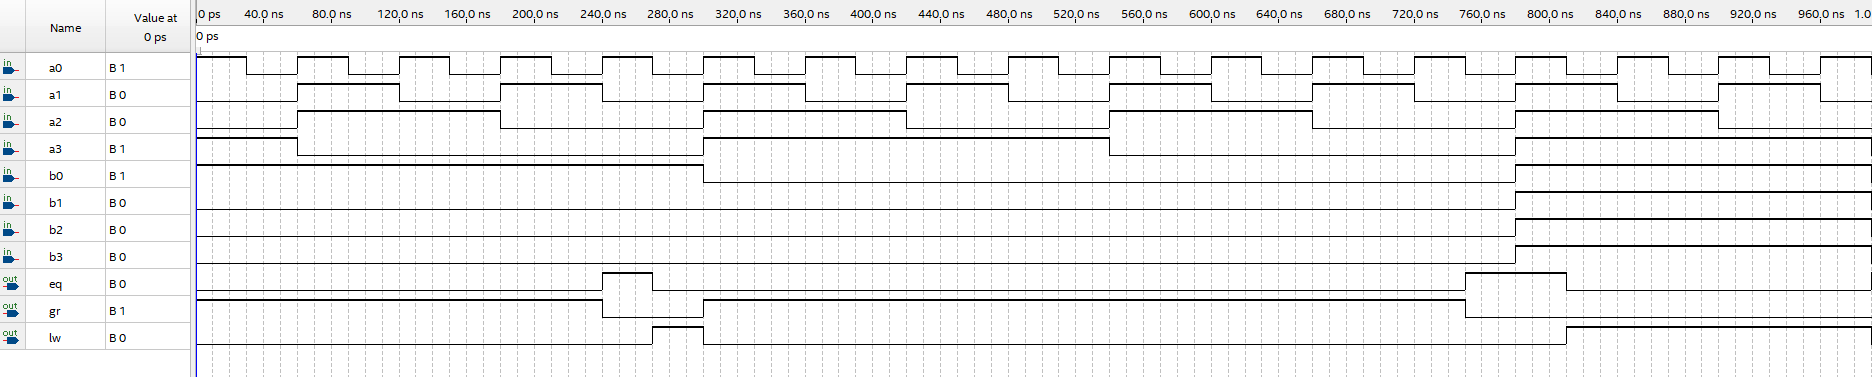 Name
Value at
0 ps
0 ps 40.0 ns 80.0 ns 120.0 ns 160.0 ns 200.0 ns 240.0 ns 280.0 ns 320.0 ns 360.0 ns 400.0 ns 440.0 ns 480.0 ns 520.0 ns 560.0 ns 600.0 ns 640.0 ns 680.0 ns 720.0 ns 760.0 ns 800.0 ns 840.0 ns 880.0 ns 920.0 ns 960.0 ns 1.0
0 ps
in a0 B 1
in a1 B 0
in a2 B 0
in a3 B 1
in b0 B 1
in b1 B 0
in b2 B 0
in b3 B 0
out eq B 0
out gr B 1
out lw B 0